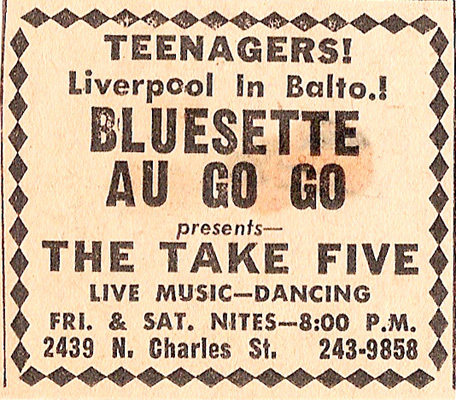 TEENAGERS!
Liverpool In Balto.!
BLUESETTE
AU GO GO
presents—
THE TAKE FIVE
LIVE MUSIC—DANCING
FRI. & SAT. NITES—8:00 P.M.
2439 N. Charles St. 243-9858